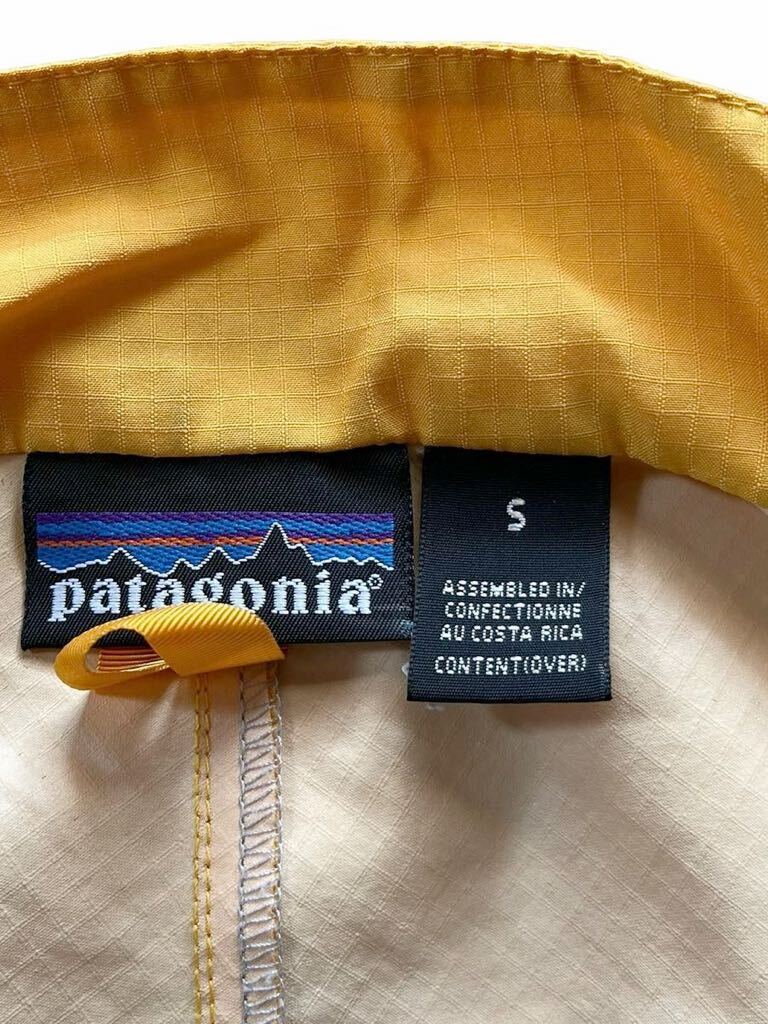 patagonia®
S
ASSEMBLED IN/
CONFECTIONNE
AU COSTA RICA
CONTENT(OVER)